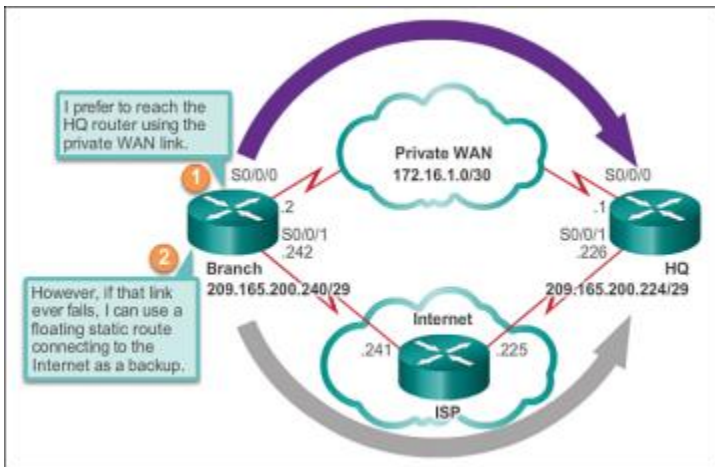 I prefer to reach the
HQ router using the
private WAN link.
Private WAN
172.16.1.0/30
S0/0/0
S0/0/0
1
.2
.1
S0/0/1
.242
S0/0/1
.226
2
Branch
HQ
209.165.200.240/29
209.165.200.224/29
However, if that link
ever fails, I can use a
floating static route
connecting to the
Internet as a backup.
Internet
.241
.225
ISP